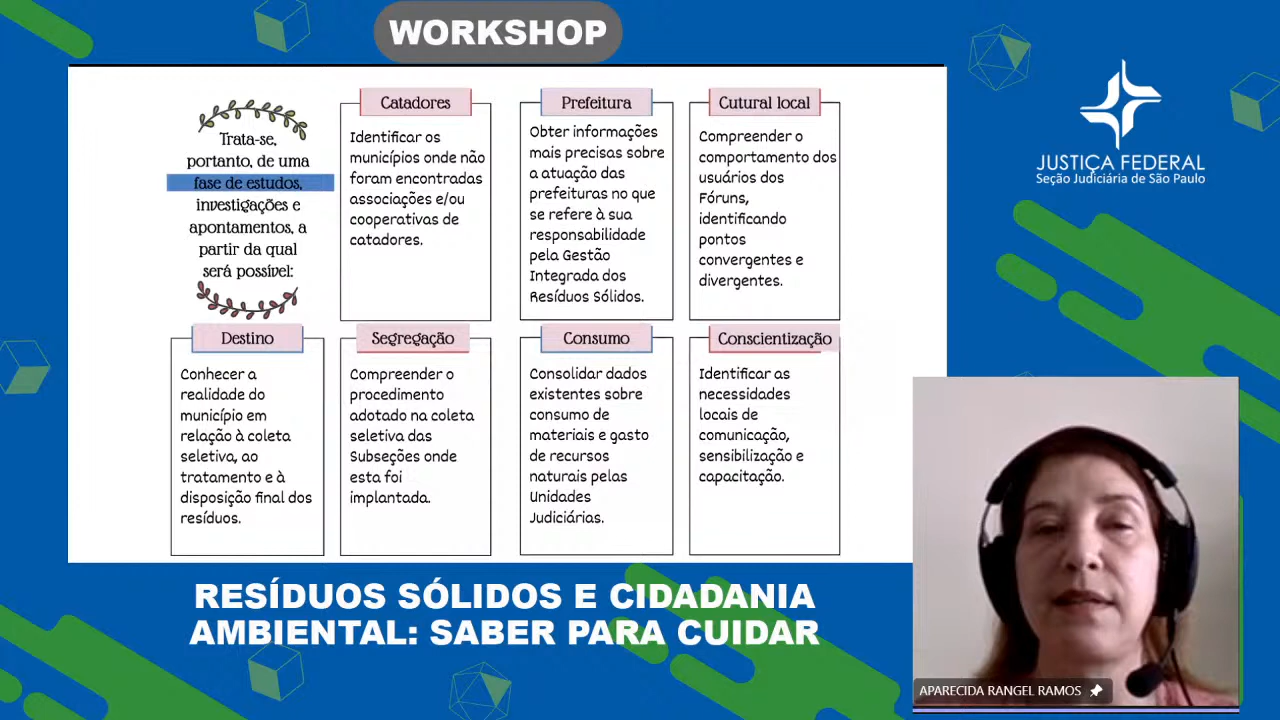 WORKSHOP
JUSTIÇA FEDERAL
Seção Judiciária de São Paulo
Trata-se,
portanto, de uma
fase de estudos,
investigações e
apontamentos, a
partir da qual
será possível:
Catadores
Identificar os
municípios onde não
foram encontradas
associações e/ou
cooperativas de
catadores.
Prefeitura
Obter informações
mais precisas sobre
a atuação das
prefeituras no que
se refere à sua
responsabilidade
pela Gestão
Integrada dos
Resíduos Sólidos.
Cutural local
Compreender o
comportamento dos
usuários dos
Fóruns,
identificando
pontos
convergentes e
divergentes.
Destino
Conhecer a
realidade do
município em
relação à coleta
seletiva, ao
tratamento e à
disposição final dos
resíduos.
Segregação
Compreender o
procedimento
adotado na coleta
seletiva das
Subseções onde
esta foi
implantada.
Consumo
Consolidar dados
existentes sobre
consumo de
materiais e gasto
de recursos
naturais pelas
Unidades
Judiciárias.
Conscientização
Identificar as
necessidades
locais de
comunicação,
sensibilização e
capacitação.
RESÍDUOS SÓLIDOS E CIDADANIA
AMBIENTAL: SABER PARA CUIDAR
APARECIDA RANGEL RAMOS